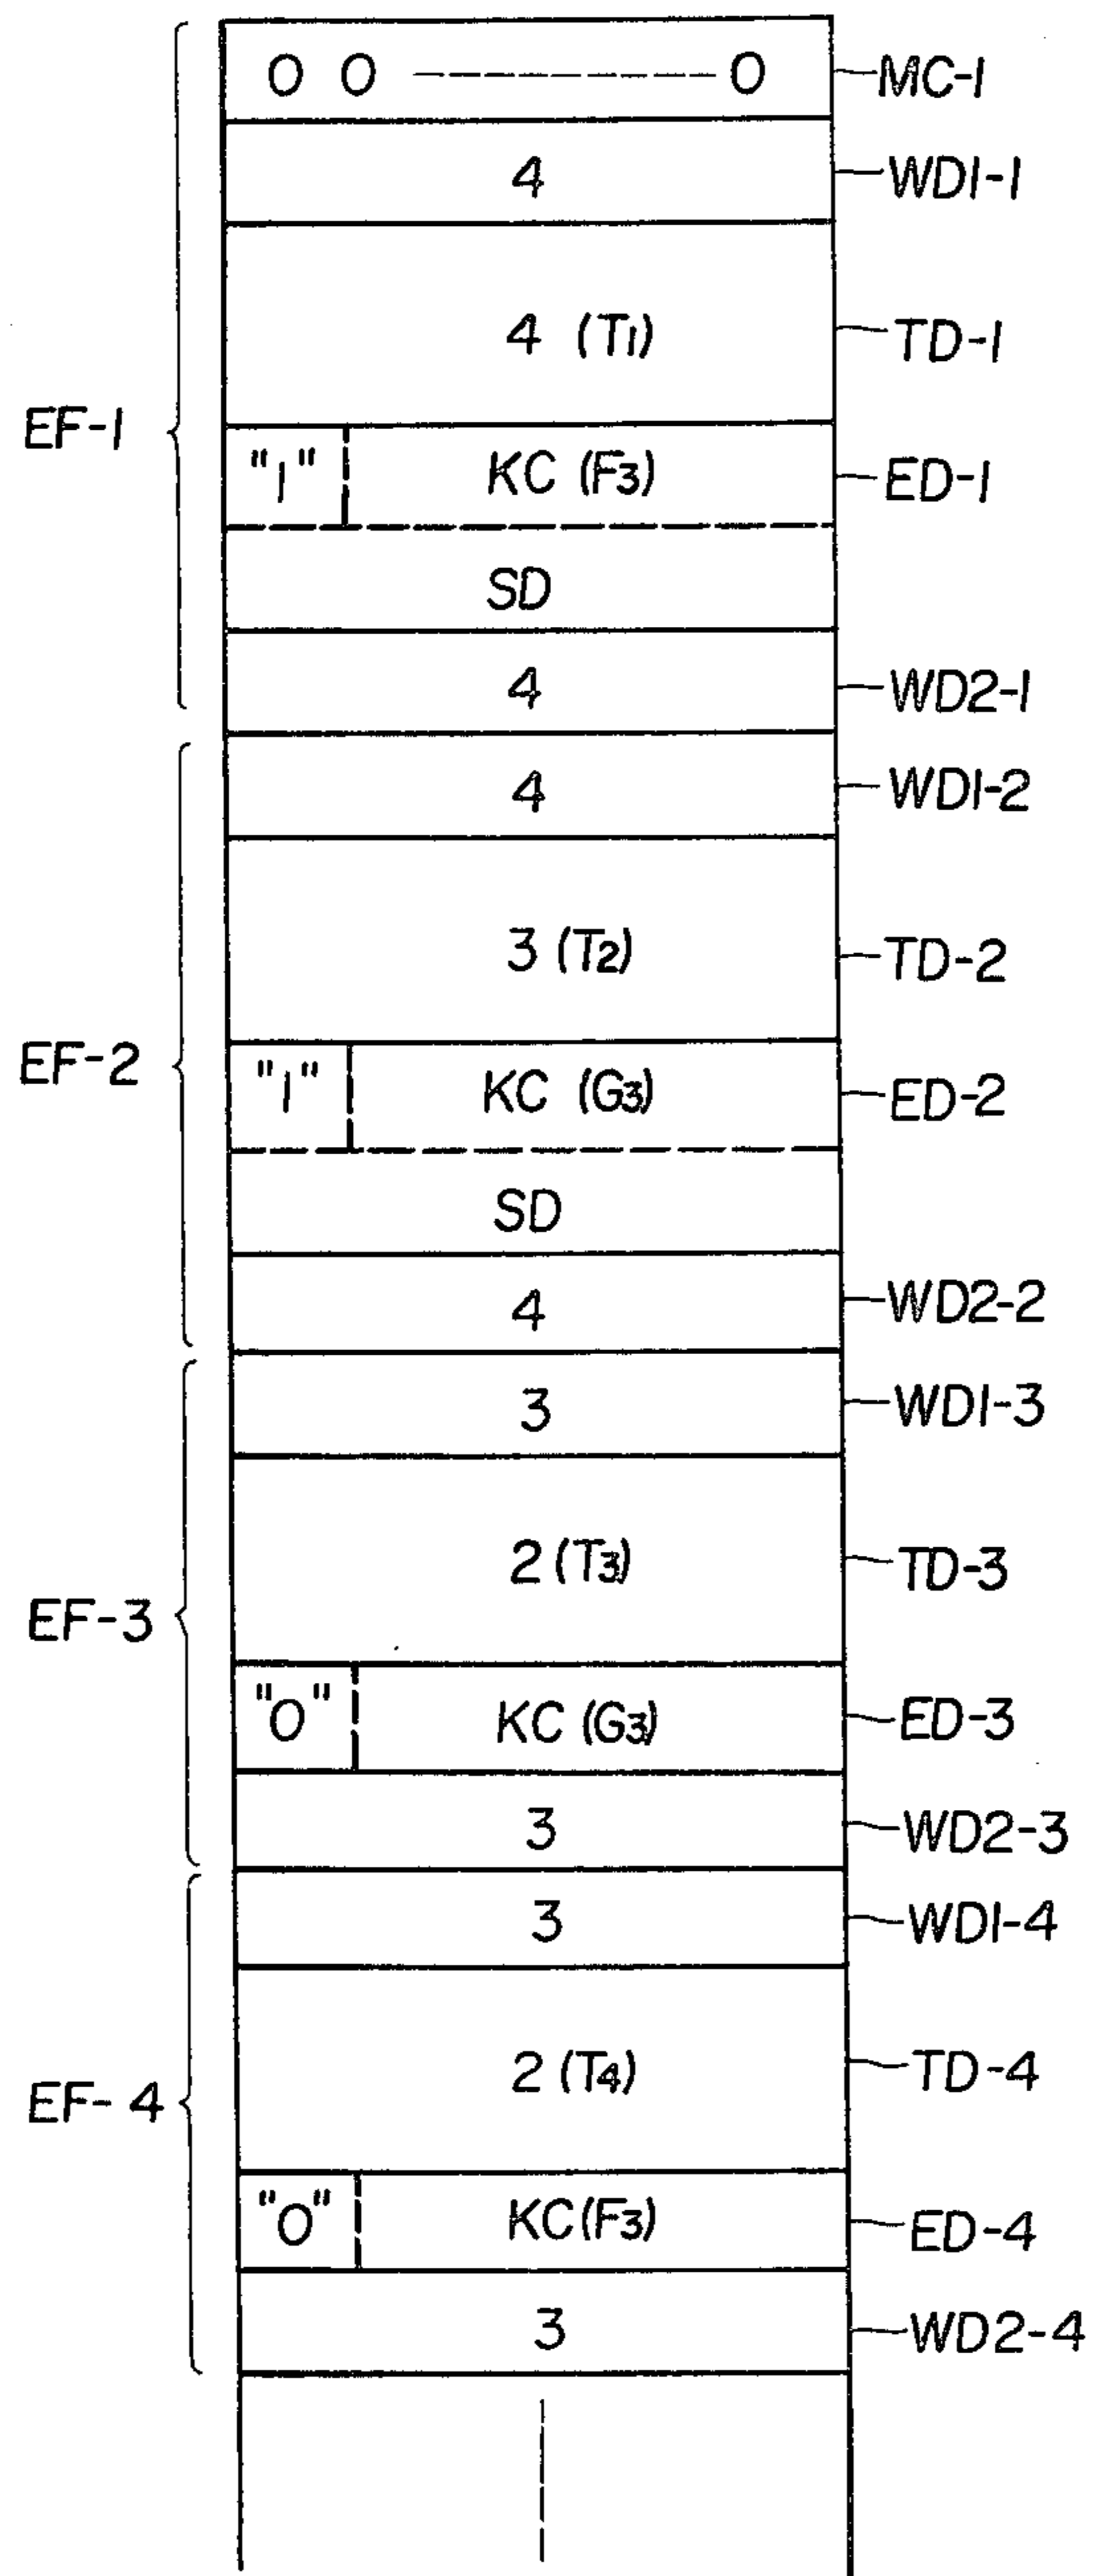 0 0 0 MC-1
4 WD1-1
4 (T1) TD-1
EF-1
"1" KC (F3) ED-1
SD
4 WD2-1
4 WD1-2
3 (T2) TD-2
EF-2
"1" KC (G3) ED-2
SD
4 WD2-2
3 WD1-3
2 (T3) TD-3
EF-3
"0" KC (G3) ED-3
3 WD2-3
3 WD1-4
2 (T4) TD-4
EF-4
"0" KC (F3) ED-4
3 WD2-4